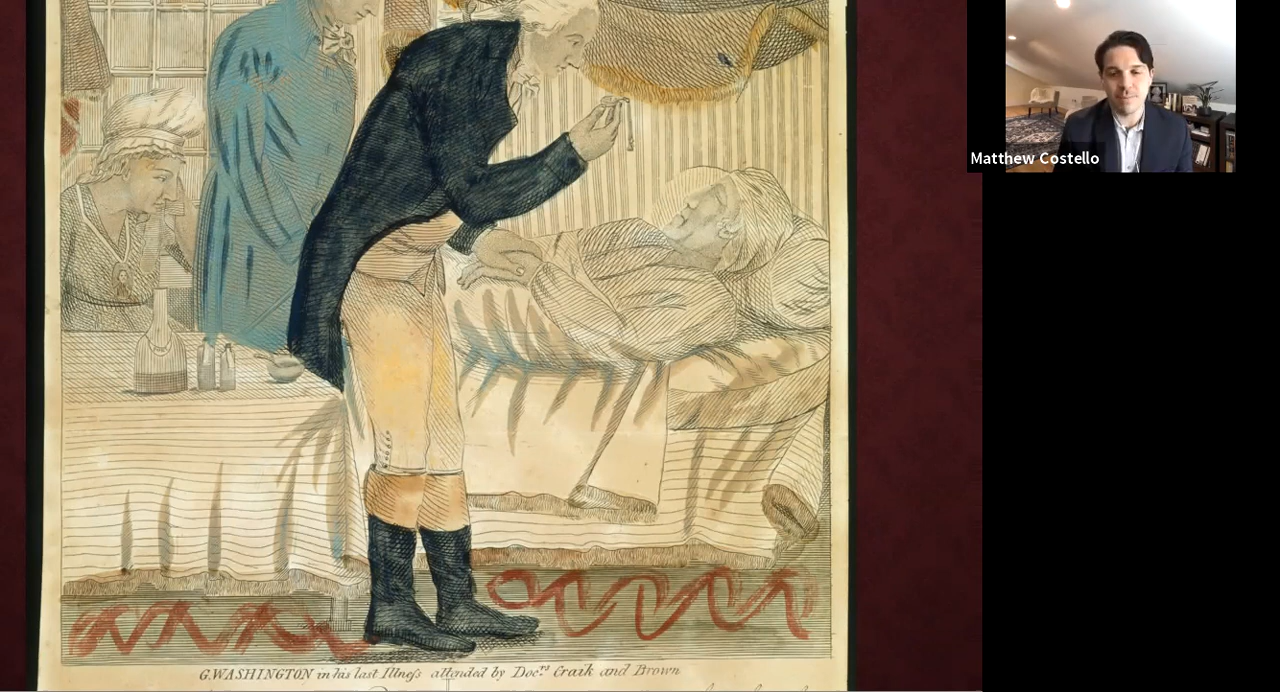 Matthew Costello
G.WASHINGTON in his last Illneſs attended by Doc.rs Craik and Brown